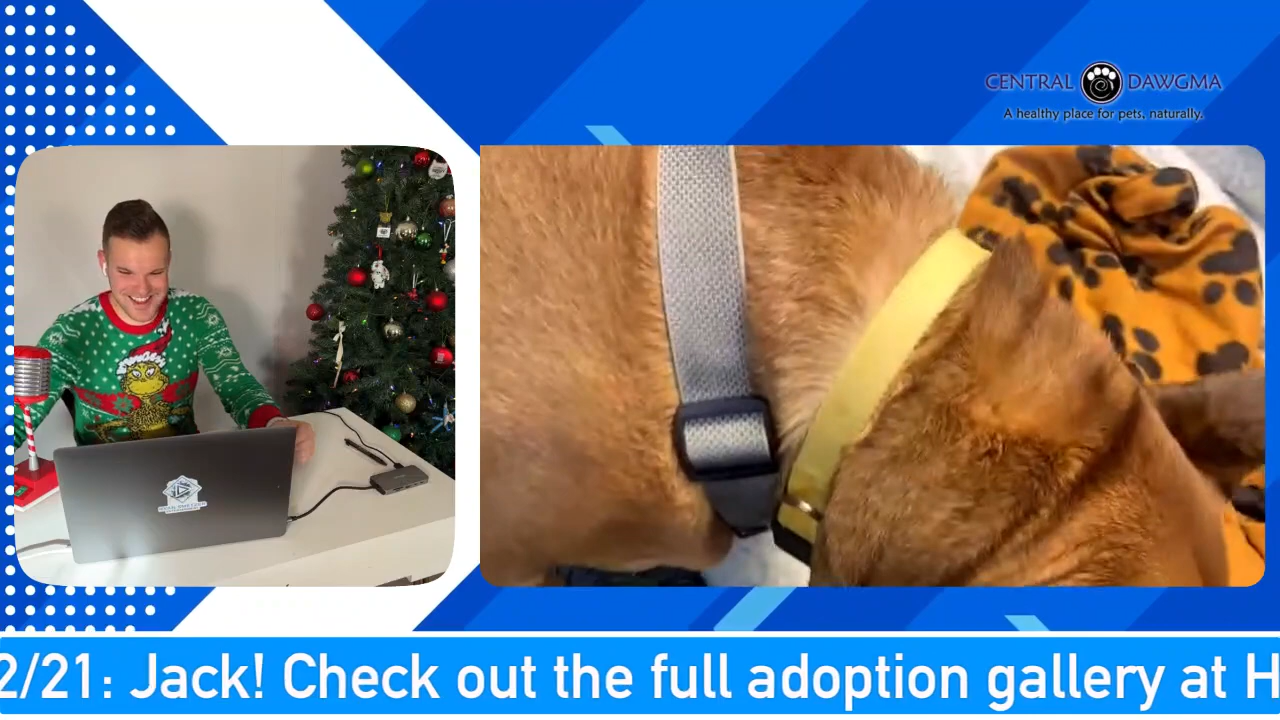 CENTRAL DAWGMA
A healthy place for pets, naturally.
2/21: Jack! Check out the full adoption gallery at H